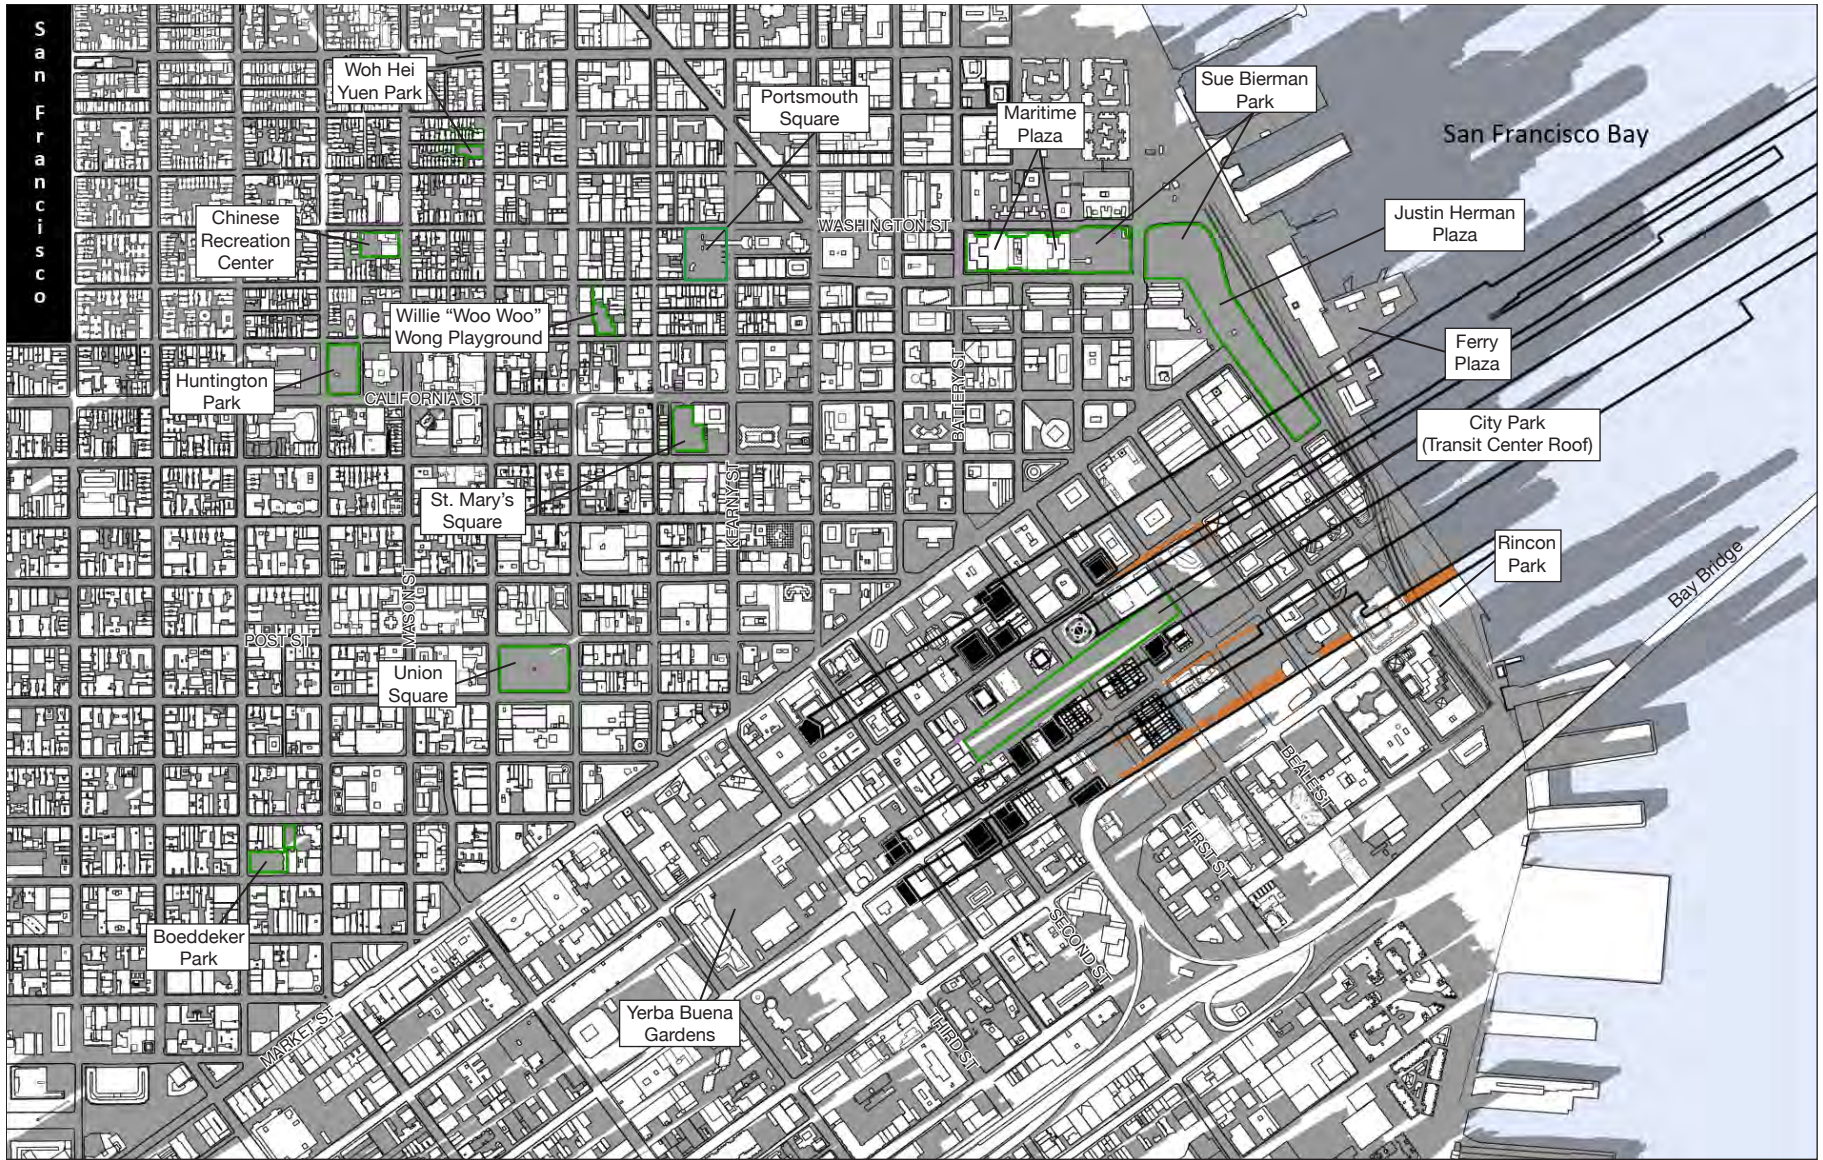 San Francisco
Woh Hei
Yuen Park
Portsmouth
Square
Sue Bierman
Park
Maritime
Plaza
San Francisco Bay
Chinese
Recreation
Center
WASHINGTON ST
Justin Herman
Plaza
Willie “Woo Woo”
Wong Playground
Ferry
Plaza
Huntington
Park
CALIFORNIA ST
BATTERY ST
City Park
(Transit Center Roof)
St. Mary’s
Square
KEARNY ST
Rincon
Park
Bay Bridge
MASON ST
POST ST
Union
Square
BEALE ST
FIRST ST
Boeddeker
Park
SECOND ST
Yerba Buena
Gardens
THIRD ST
MARKET ST